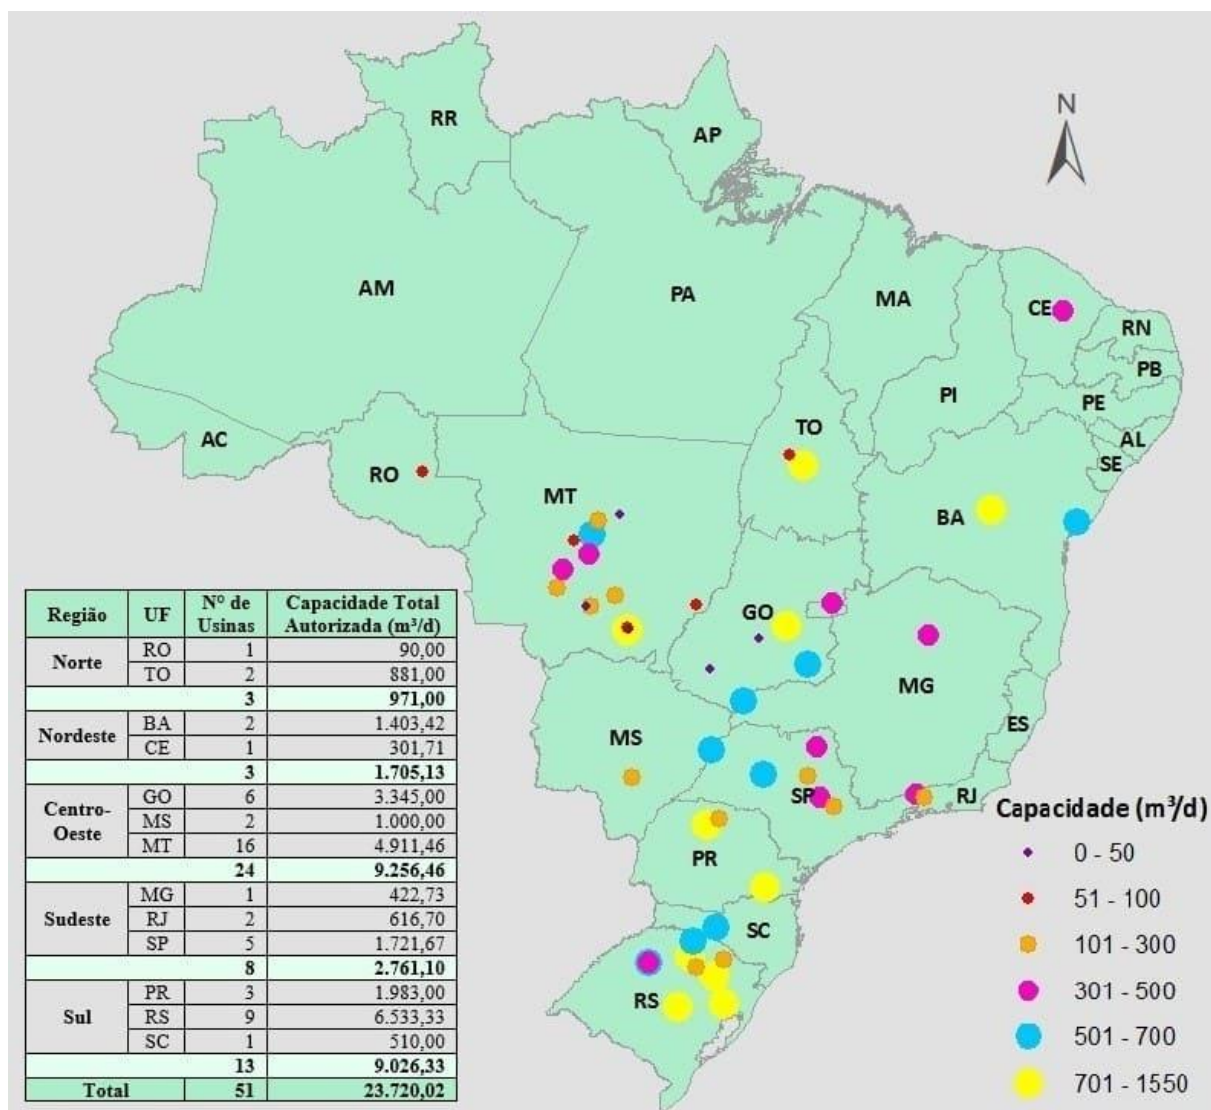 N
RR
AP
AM
PA
MA
CE
RN
PB
PI
PE
TO
AL
SE
AC
RO
MT
BA
GO
MG
ES
MS
SP
RJ
PR
SC
RS
Região UF Nº de Usinas Capacidade Total Autorizada (m³/d)
Norte RO 1 90,00
TO 2 881,00
3 971,00
Nordeste BA 2 1.403,42
CE 1 301,71
3 1.705,13
Centro-Oeste GO 6 3.345,00
MS 2 1.000,00
MT 16 4.911,46
24 9.256,46
Sudeste MG 1 422,73
RJ 2 616,70
SP 5 1.721,67
8 2.761,10
Sul PR 3 1.983,00
RS 9 6.533,33
SC 1 510,00
13 9.026,33
Total 51 23.720,02
Capacidade (m³/d)
0 - 50
51 - 100
101 - 300
301 - 500
501 - 700
701 - 1550